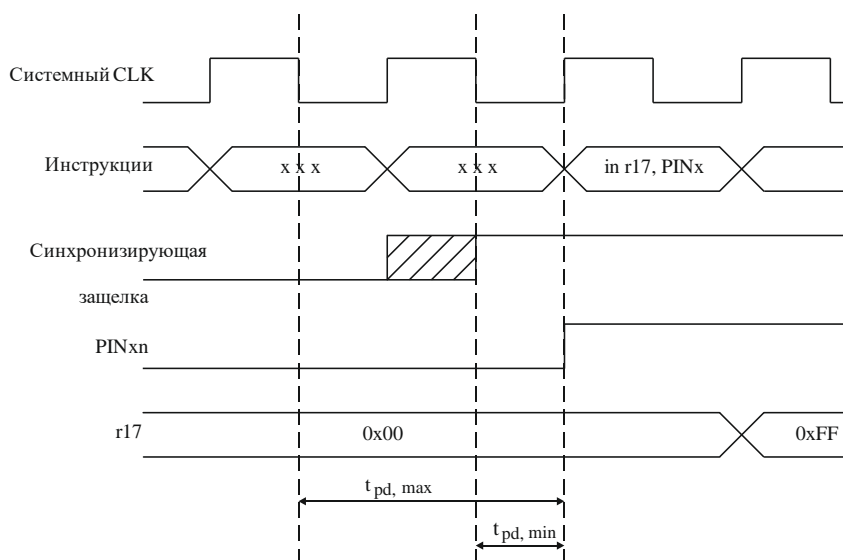 Системный CLK
Инструкции
x x x
x x x
in r17, PINx
Синхронизирующая
защелка
PINxn
r17
0x00
0xFF
t pd, max
t pd, min